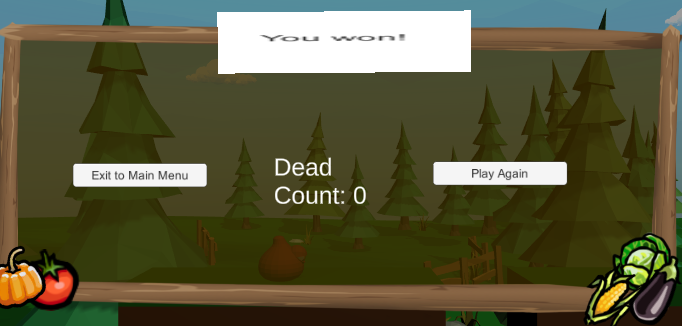 You won!
Exit to Main Menu
Dead
Count: 0
Play Again